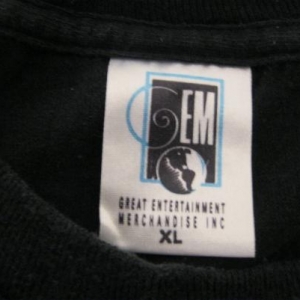 GEM
GREAT ENTERTAINMENT
MERCHANDISE INC
XL